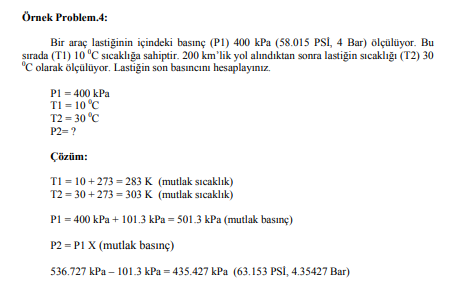 Örnek Problem.4:
Bir araç lastiğinin içindeki basınç (P1) 400 kPa (58.015 PSİ, 4 Bar) ölçülüyor. Bu
sırada (T1) 10 ⁰C sıcaklığa sahiptir. 200 km'lik yol alındıktan sonra lastiğin sıcaklığı (T2) 30
⁰C olarak ölçülüyor. Lastiğin son basıncını hesaplayınız.
P1 = 400 kPa
T1 = 10 ⁰C
T2 = 30 ⁰C
P2= ?
Çözüm:
T1 = 10 + 273 = 283 K (mutlak sıcaklık)
T2 = 30 + 273 = 303 K (mutlak sıcaklık)
P1 = 400 kPa + 101.3 kPa = 501.3 kPa (mutlak basınç)
P2 = P1 X (mutlak basınç)
536.727 kPa – 101.3 kPa = 435.427 kPa (63.153 PSİ, 4.35427 Bar)